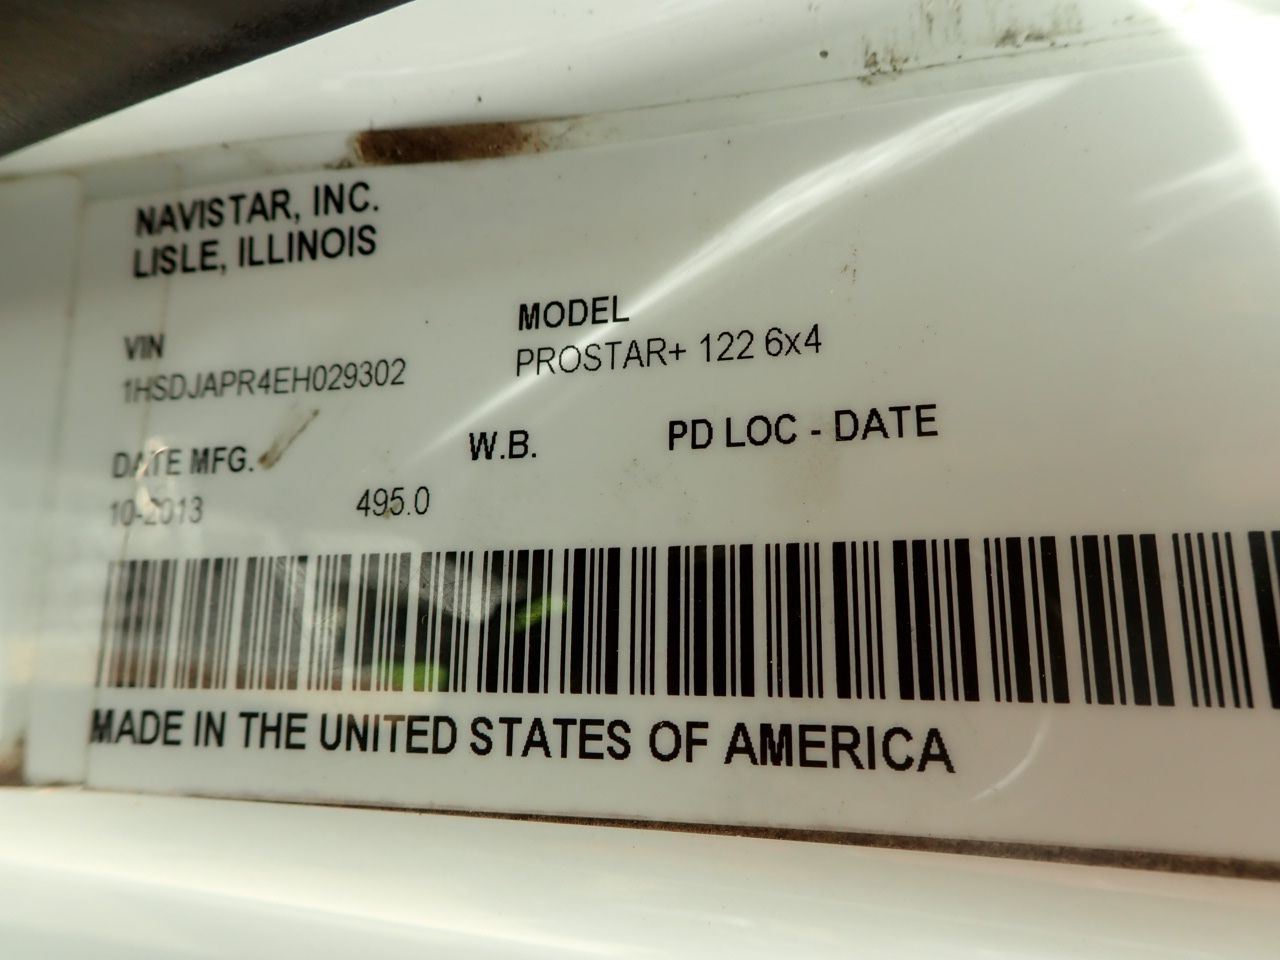 NAVISTAR, INC.
LISLE, ILLINOIS
VIN
1HSDJAPR4EH029302
MODEL
PROSTAR+ 122 6x4
DATE MFG.
10-2013
W.B.
495.0
PD LOC - DATE
MADE IN THE UNITED STATES OF AMERICA